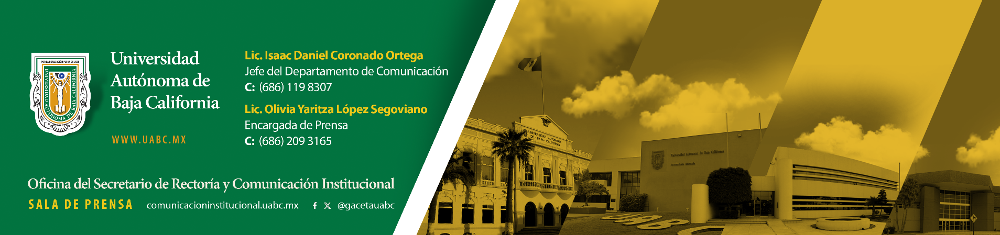 POR LA REALIZACIÓN PLENA DEL SER
UNIVERSIDAD AUTÓNOMA DE BAJA CALIFORNIA
Universidad
Autónoma de
Baja California
WWW.UABC.MX
Lic. Isaac Daniel Coronado Ortega
Jefe del Departamento de Comunicación
C: (686) 119 8307
Lic. Olivia Yaritza López Segoviano
Encargada de Prensa
C: (686) 209 3165
Oficina del Secretario de Rectoría y Comunicación Institucional
SALA DE PRENSA comunicacioninstitucional.uabc.mx @gacetauabc
UNIVERSIDAD · AUTONOMA
DE · BAJA · CALIFORNIA
Universidad Autónoma de Baja California
UABC